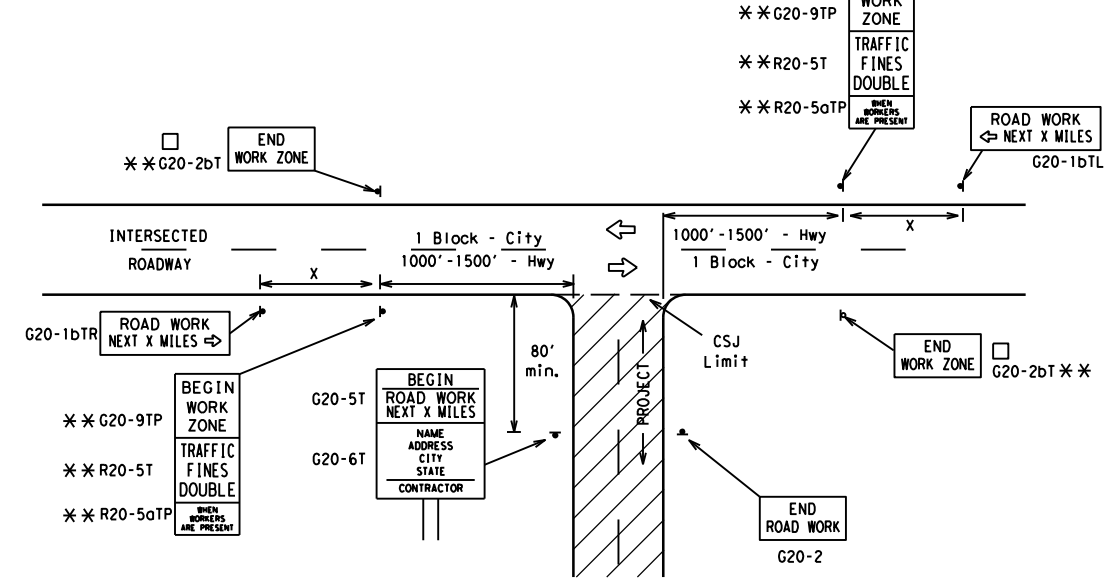 WORK
ZONE
** G20-9TP
TRAFFIC
FINES
DOUBLE
** R20-5T
WHEN
WORKERS
ARE PRESENT
** R20-5aTP
ROAD WORK
⇦ NEXT X MILES
G20-1bTL
END
WORK ZONE
□
** G20-2bT
INTERSECTED
ROADWAY
1 Block - City
1000'-1500' - Hwy
X
1000'-1500' - Hwy
1 Block - City
X
G20-1bTR
ROAD WORK
NEXT X MILES ⇨
80'
min.
PROJECT
CSJ
Limit
END
WORK ZONE
□
G20-2bT **
BEGIN
WORK
ZONE
** G20-9TP
TRAFFIC
FINES
DOUBLE
** R20-5T
WHEN
WORKERS
ARE PRESENT
** R20-5aTP
G20-5T
BEGIN
ROAD WORK
NEXT X MILES
G20-6T
NAME
ADDRESS
CITY
STATE
CONTRACTOR
END
ROAD WORK
G20-2